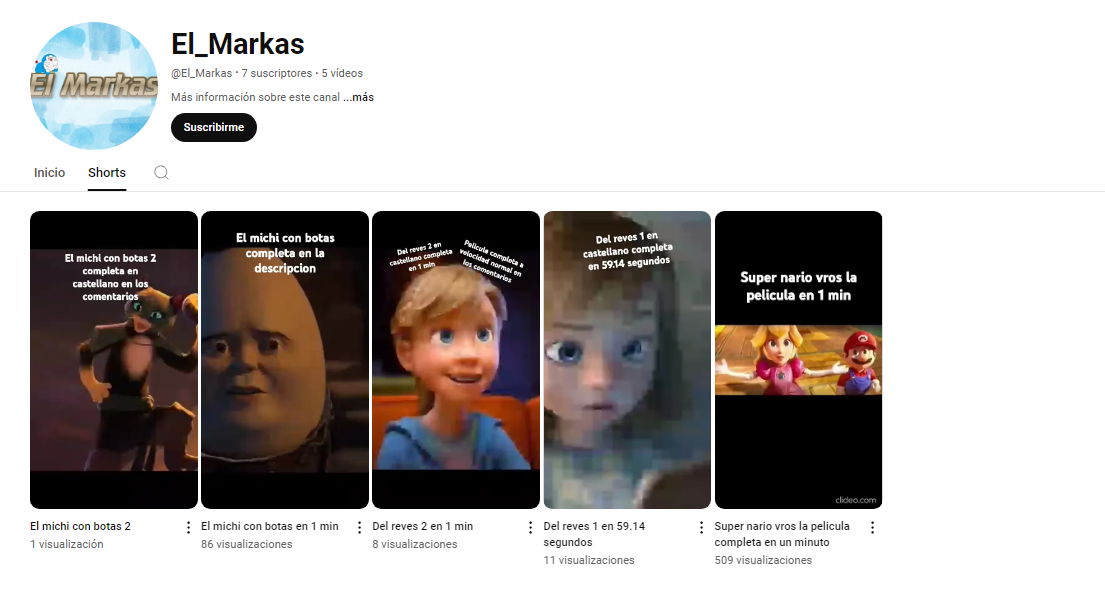 El Markas
El_Markas
@El_Markas · 7 suscriptores · 5 vídeos
Más información sobre este canal ...más
Suscribirme
Inicio
Shorts
El michi con botas 2
completa en
castellano en los
comentarios
El michi con botas
completa en la
descripcion
Del reves 2 en
castellano completa
en 1 min
Pelicula completa a
velocidad normal en
los comentarios
Del reves 1 en
castellano completa
en 59.14 segundos
Super nario vros la
pelicula en 1 min
clideo.com
El michi con botas 2
1 visualización
El michi con botas en 1 min
86 visualizaciones
Del reves 2 en 1 min
8 visualizaciones
Del reves 1 en 59.14
segundos
11 visualizaciones
Super nario vros la pelicula
completa en un minuto
509 visualizaciones